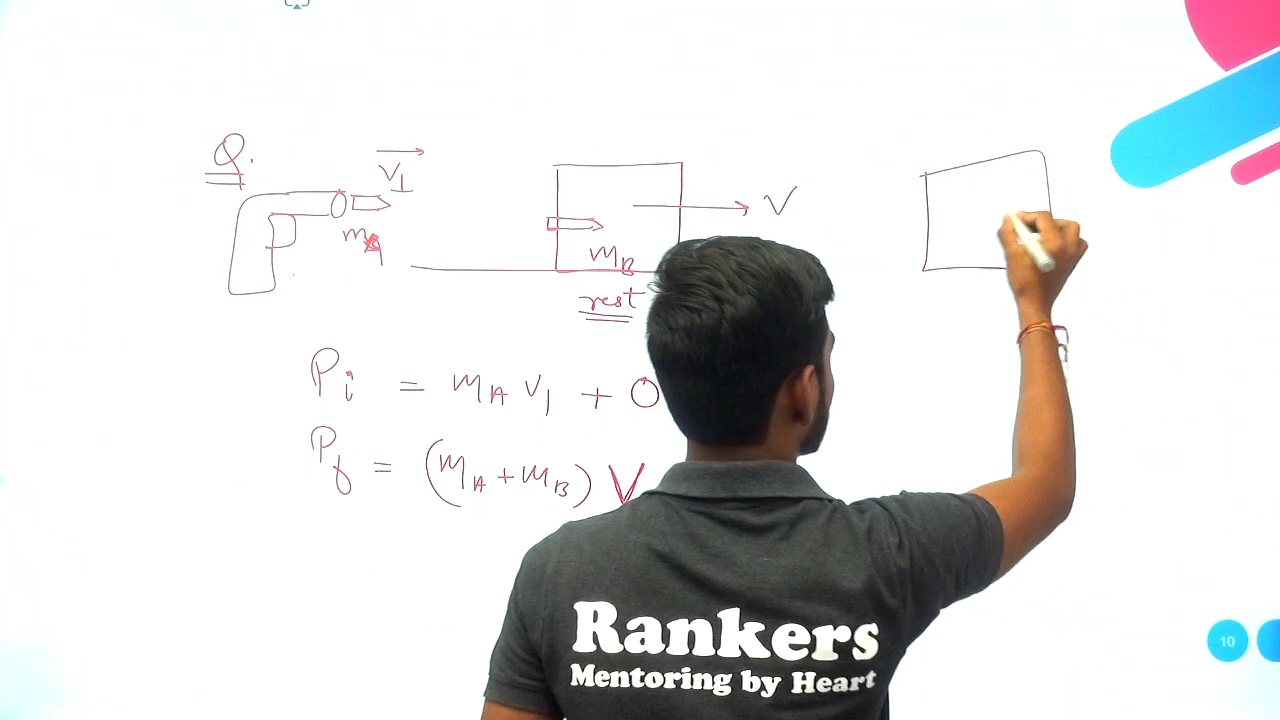 Q.
v₁
mA
V
mB
rest
Pi = mA v₁ + 0
Pf = (mA + mB) V
Rankers
Mentoring by Heart
10